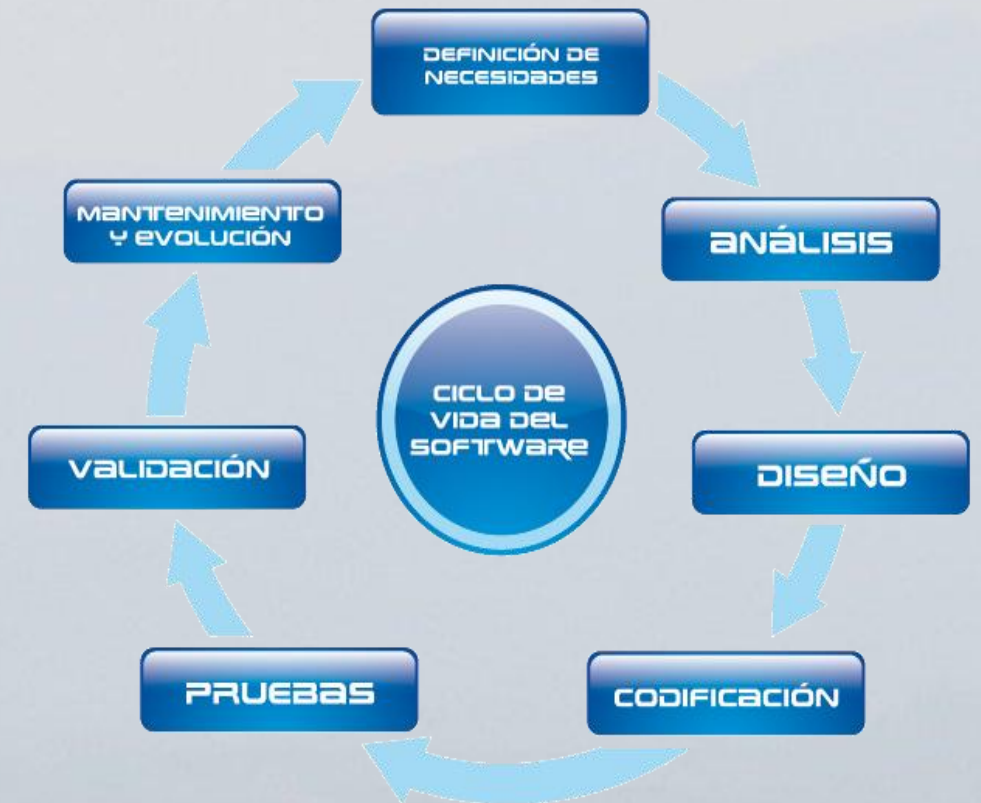 DEFINICIÓN DE
NECESIDADES
ANÁLISIS
DISEÑO
CODIFICACIÓN
PRUEBAS
VALIDACIÓN
MANTENIMIENTO
Y EVOLUCIÓN
CICLO DE
VIDA DEL
SOFTWARE